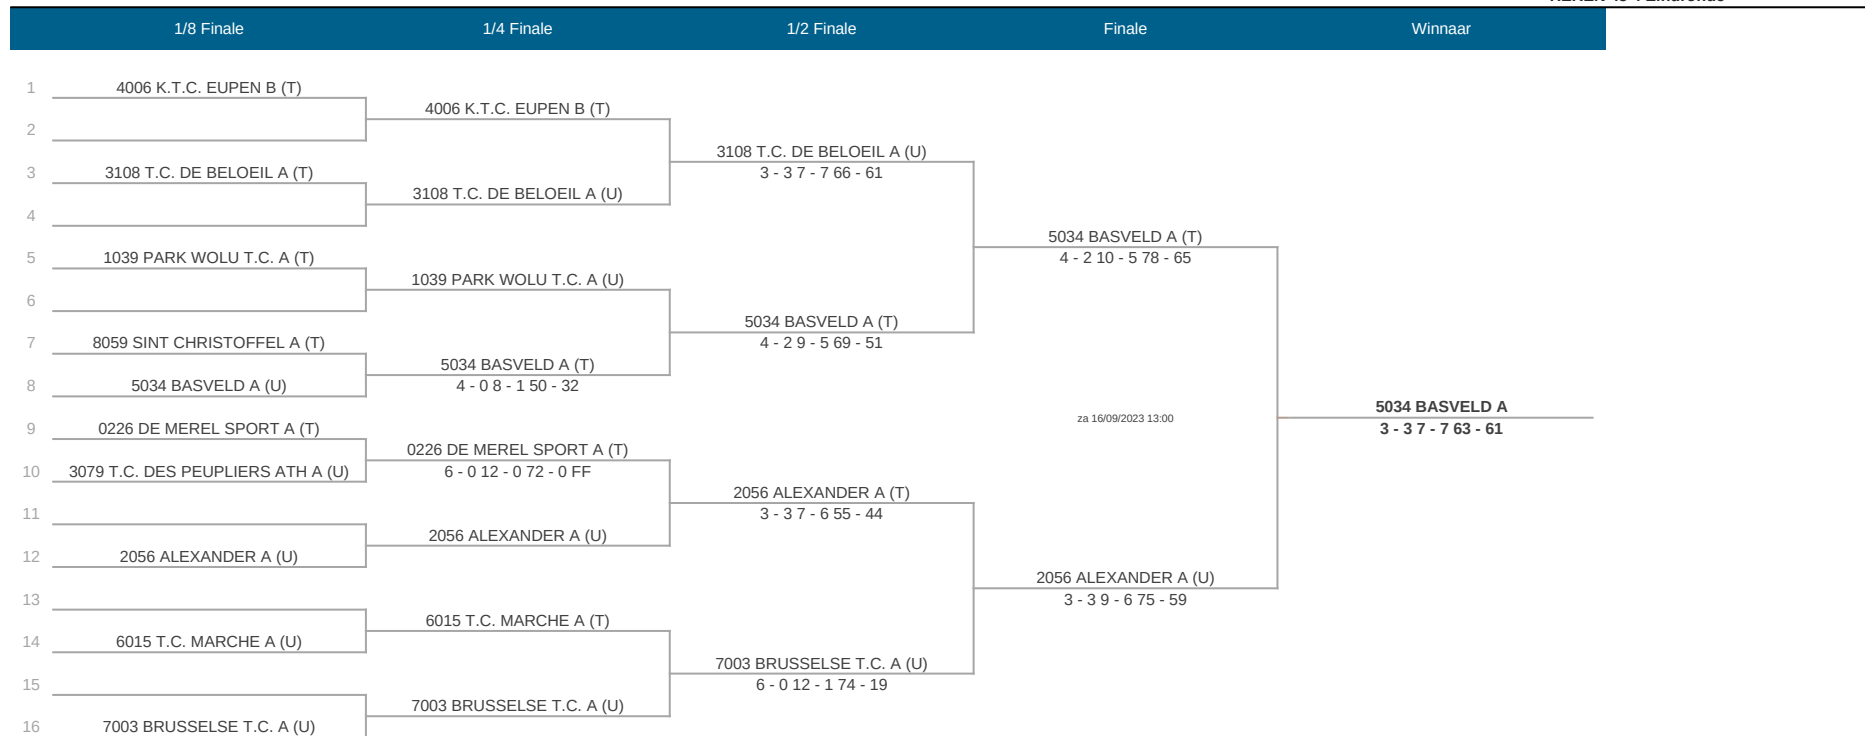 1/8 Finale 1/4 Finale 1/2 Finale Finale Winnaar
1 4006 K.T.C. EUPEN B (T)
4006 K.T.C. EUPEN B (T)
2
3108 T.C. DE BELOEIL A (U)
3 3108 T.C. DE BELOEIL A (T)
3 - 3 7 - 7 66 - 61
3108 T.C. DE BELOEIL A (U)
4
5034 BASVELD A (T)
5 1039 PARK WOLU T.C. A (T)
4 - 2 10 - 5 78 - 65
1039 PARK WOLU T.C. A (U)
6
5034 BASVELD A (T)
7 8059 SINT CHRISTOFFEL A (T)
4 - 2 9 - 5 69 - 51
5034 BASVELD A (T)
8 5034 BASVELD A (U)
4 - 0 8 - 1 50 - 32
5034 BASVELD A
za 16/09/2023 13:00
9 0226 DE MEREL SPORT A (T)
3 - 3 7 - 7 63 - 61
0226 DE MEREL SPORT A (T)
10 3079 T.C. DES PEUPLIERS ATH A (U)
6 - 0 12 - 0 72 - 0 FF
2056 ALEXANDER A (T)
11
3 - 3 7 - 6 55 - 44
2056 ALEXANDER A (U)
12 2056 ALEXANDER A (U)
2056 ALEXANDER A (U)
13
3 - 3 9 - 6 75 - 59
6015 T.C. MARCHE A (T)
14 6015 T.C. MARCHE A (U)
7003 BRUSSELSE T.C. A (U)
15
6 - 0 12 - 1 74 - 19
7003 BRUSSELSE T.C. A (U)
16 7003 BRUSSELSE T.C. A (U)